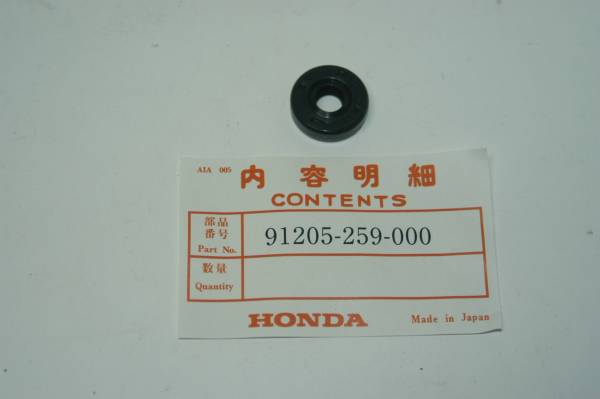 AIA 005
内容明細
CONTENTS
部品
番号
Part No.
91205-259-000
数量
Quantity
HONDA
Made in Japan